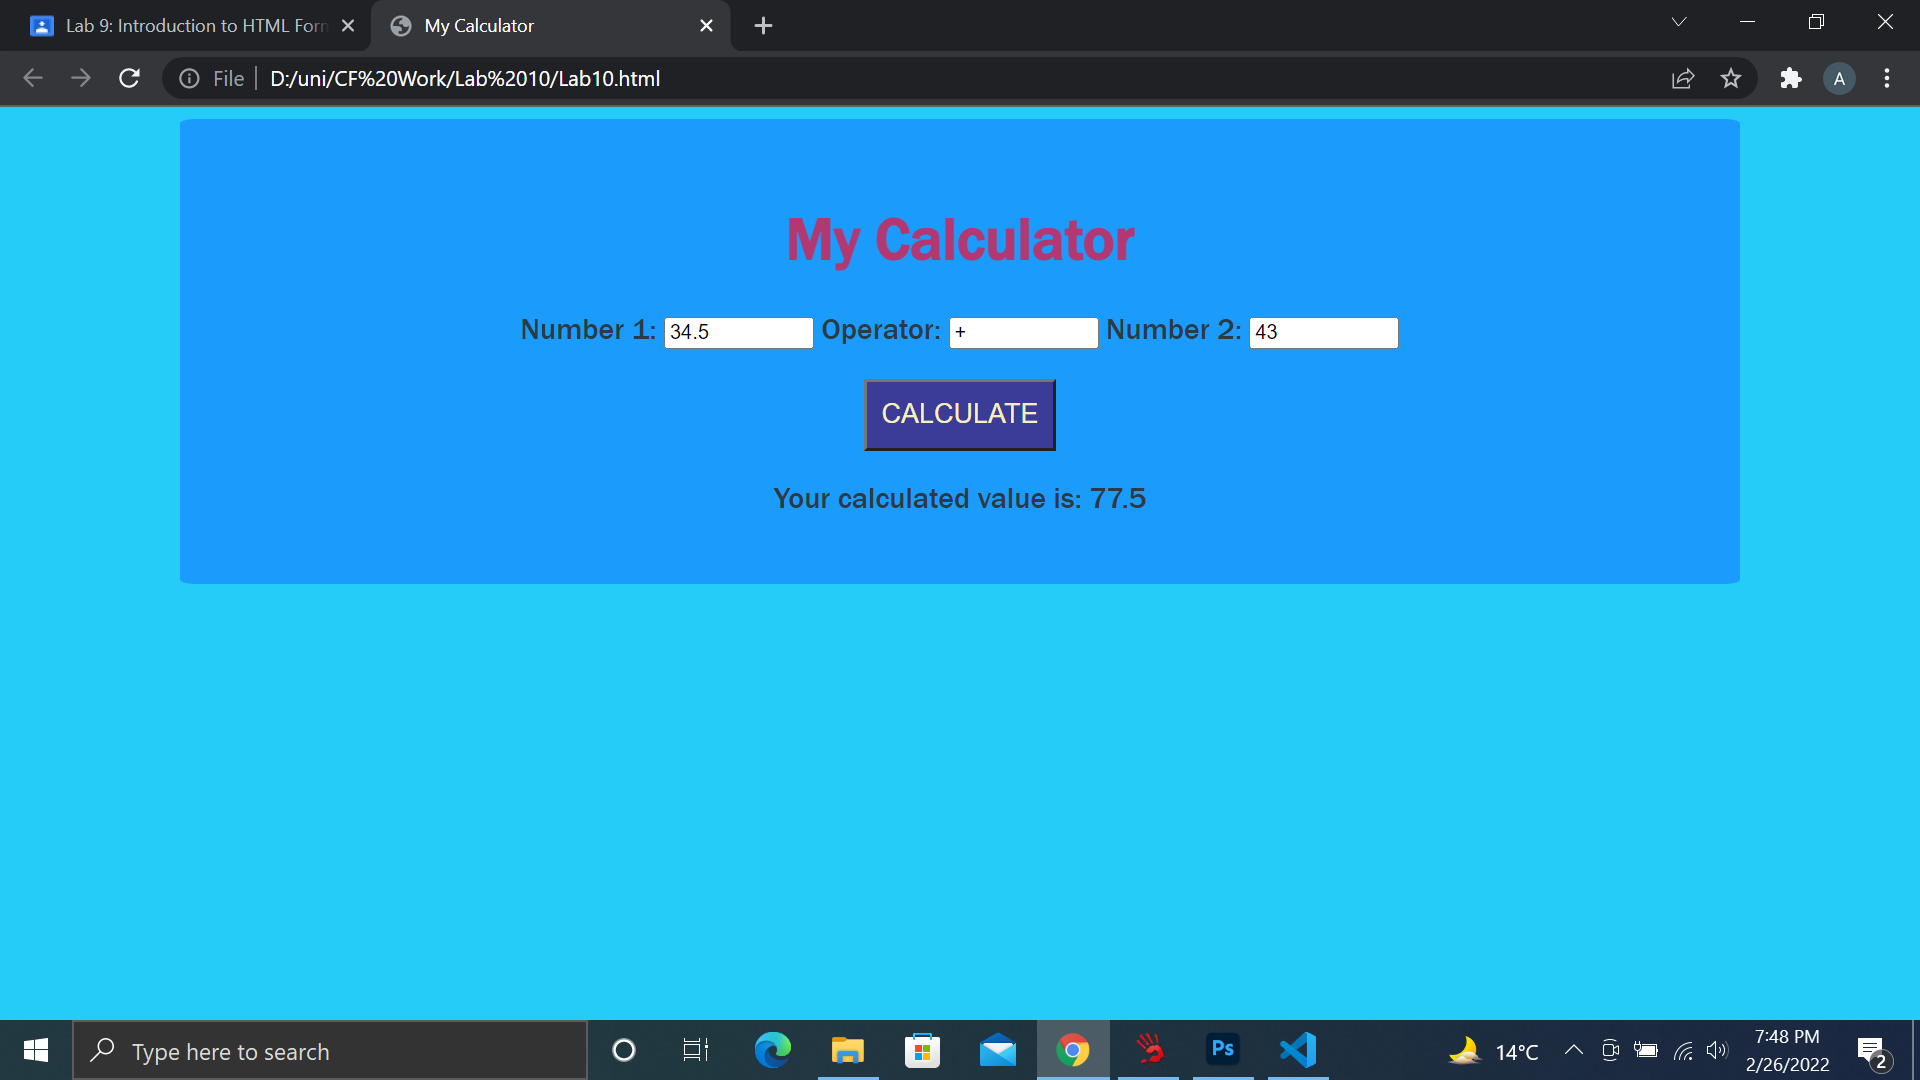 Lab 9: Introduction to HTML Forn
My Calculator
File
D:/uni/CF%20Work/Lab%2010/Lab10.html
A
My Calculator
Number 1: 34.5 Operator: + Number 2: 43
CALCULATE
Your calculated value is: 77.5
Type here to search
Ps
14°C
7:48 PM
2/26/2022
2